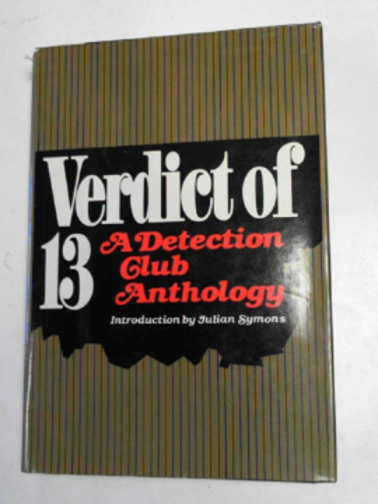 Verdict of
13 A Detection
Club
Anthology
Introduction by Julian Symons